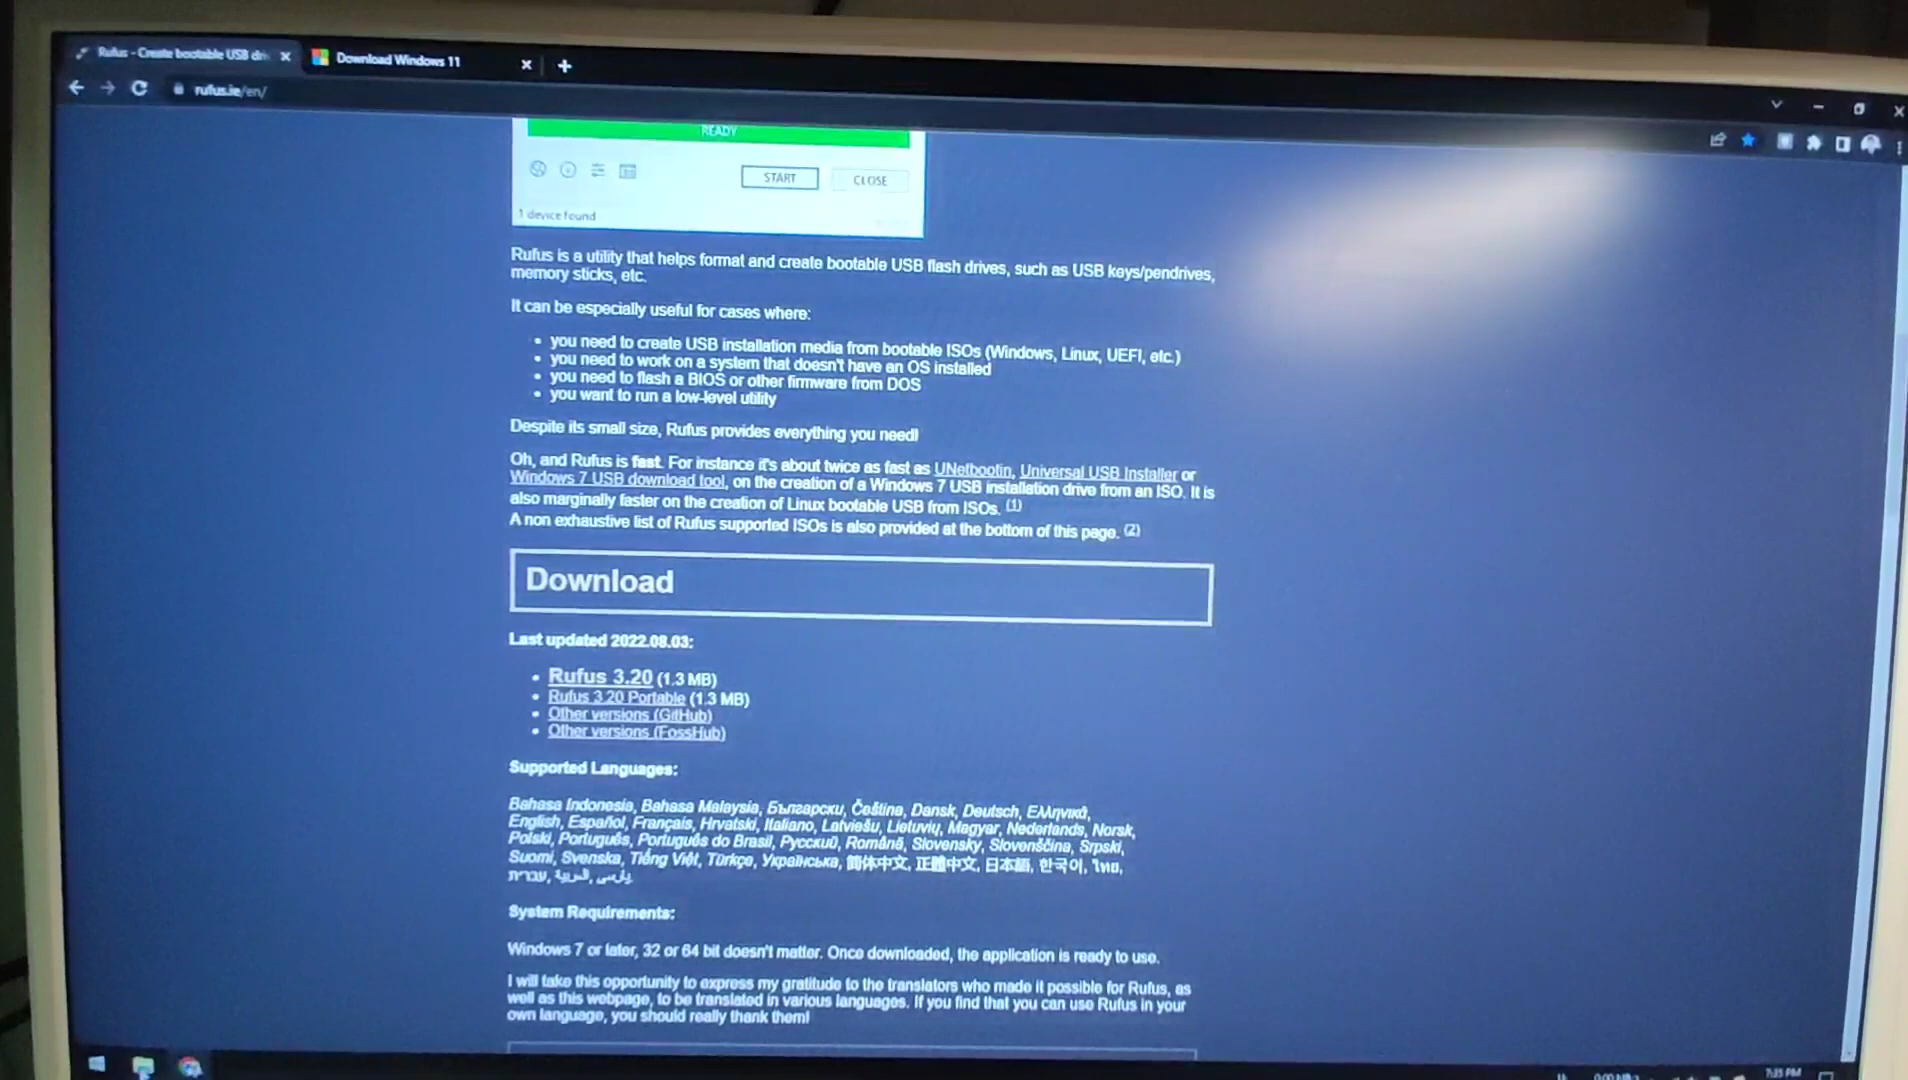 Rufus - Create bootable USB dri
Download Windows 11
rufus.ie/en/
READY
START
CLOSE
1 device found
Rufus is a utility that helps format and create bootable USB flash drives, such as USB keys/pendrives,
memory sticks, etc.
It can be especially useful for cases where:
you need to create USB installation media from bootable ISOs (Windows, Linux, UEFI, etc.)
you need to work on a system that doesn't have an OS installed
you need to flash a BIOS or other firmware from DOS
you want to run a low-level utility
Despite its small size, Rufus provides everything you need!
Oh, and Rufus is fast. For instance it's about twice as fast as UNetbootin, Universal USB Installer or
Windows 7 USB download tool, on the creation of a Windows 7 USB installation drive from an ISO. It is
also marginally faster on the creation of Linux bootable USB from ISOs. (1)
A non exhaustive list of Rufus supported ISOs is also provided at the bottom of this page. (2)
Download
Last updated 2022.08.03:
Rufus 3.20 (1.3 MB)
Rufus 3.20 Portable (1.3 MB)
Other versions (GitHub)
Other versions (FossHub)
Supported Languages:
Bahasa Indonesia, Bahasa Malaysia, Български, Čeština, Dansk, Deutsch, Ελληνικά,
English, Español, Français, Hrvatski, Italiano, Latviešu, Lietuvių, Magyar, Nederlands, Norsk,
Polski, Português, Português do Brasil, Русский, Română, Slovensky, Slovenščina, Srpski,
Suomi, Svenska, Tiếng Việt, Türkçe, Українська, 简体中文, 正體中文, 日本語, 한국어, ไทย,
עברית, العربية, پارسی.
System Requirements:
Windows 7 or later, 32 or 64 bit doesn't matter. Once downloaded, the application is ready to use.
I will take this opportunity to express my gratitude to the translators who made it possible for Rufus, as
well as this webpage, to be translated in various languages. If you find that you can use Rufus in your
own language, you should really thank them!
7:35 PM